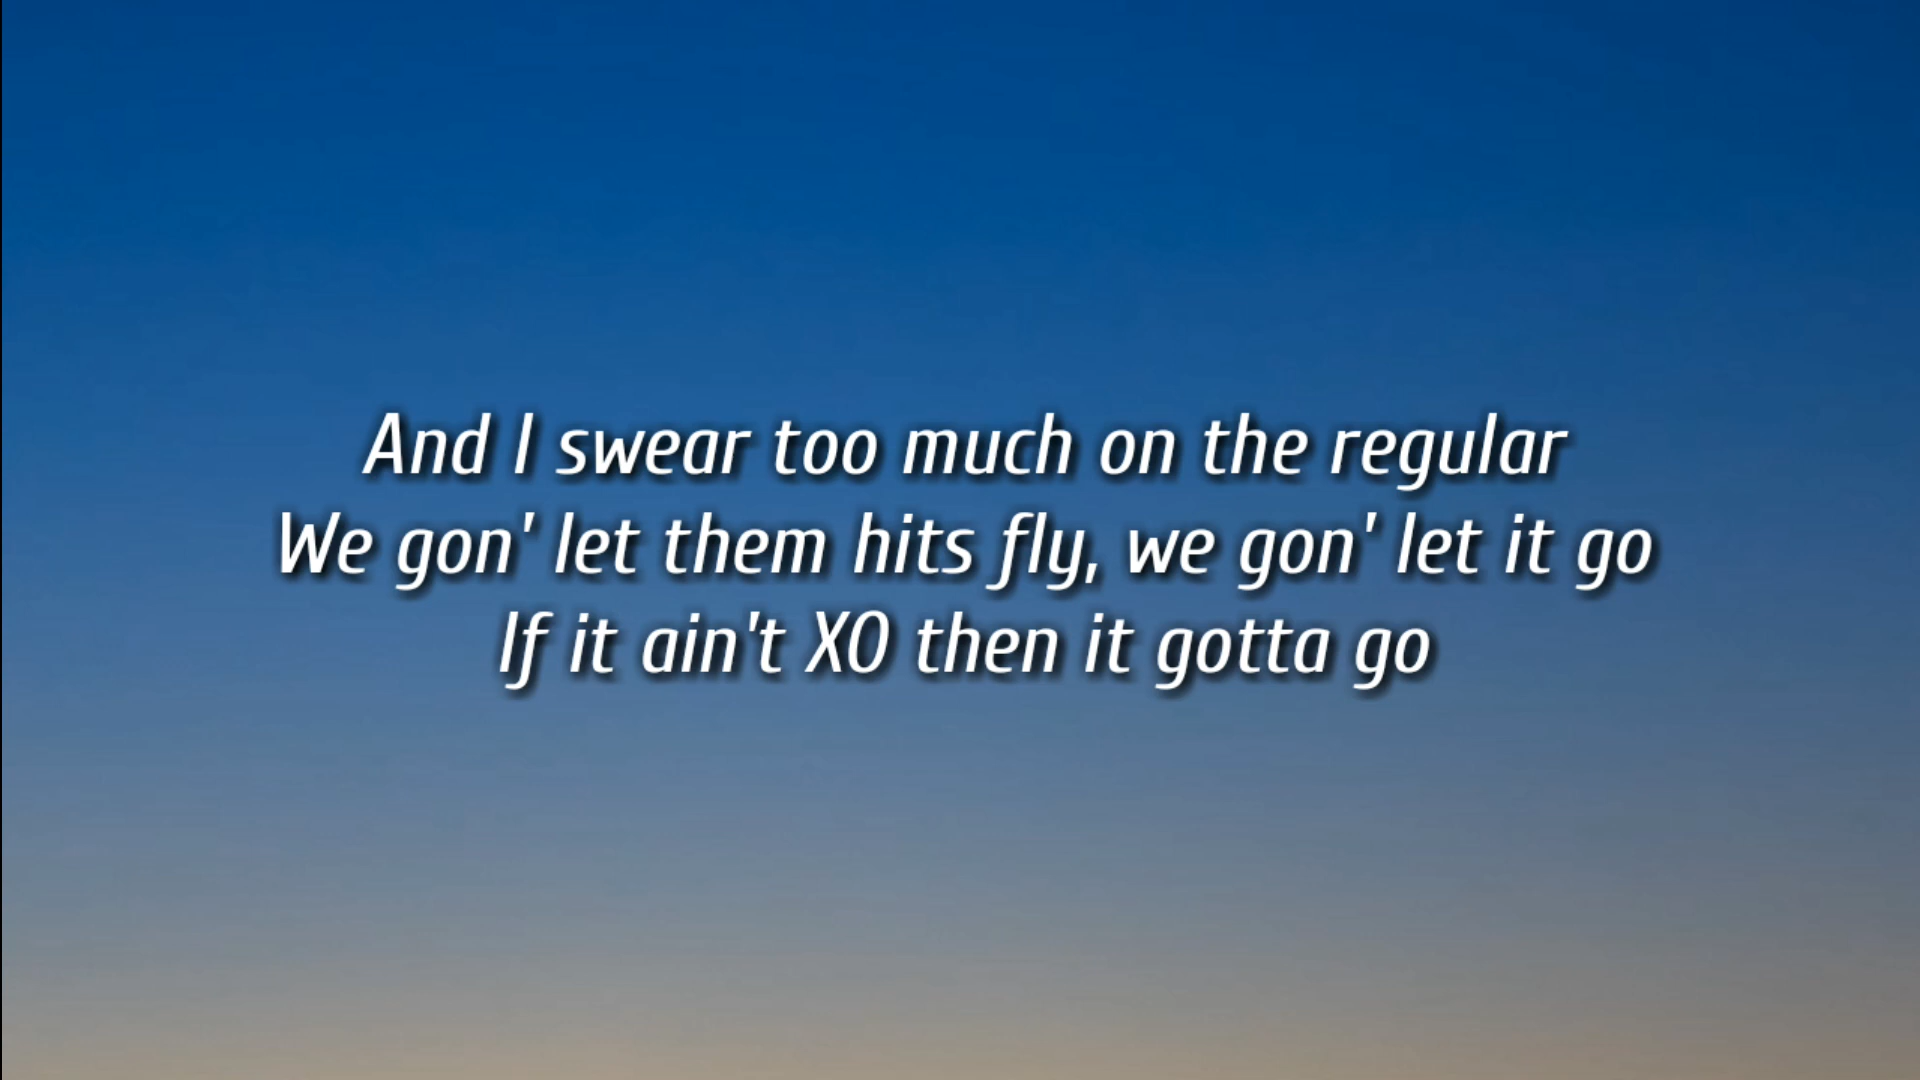 And I swear too much on the regular
We gon' let them hits fly, we gon' let it go
If it ain't XO then it gotta go